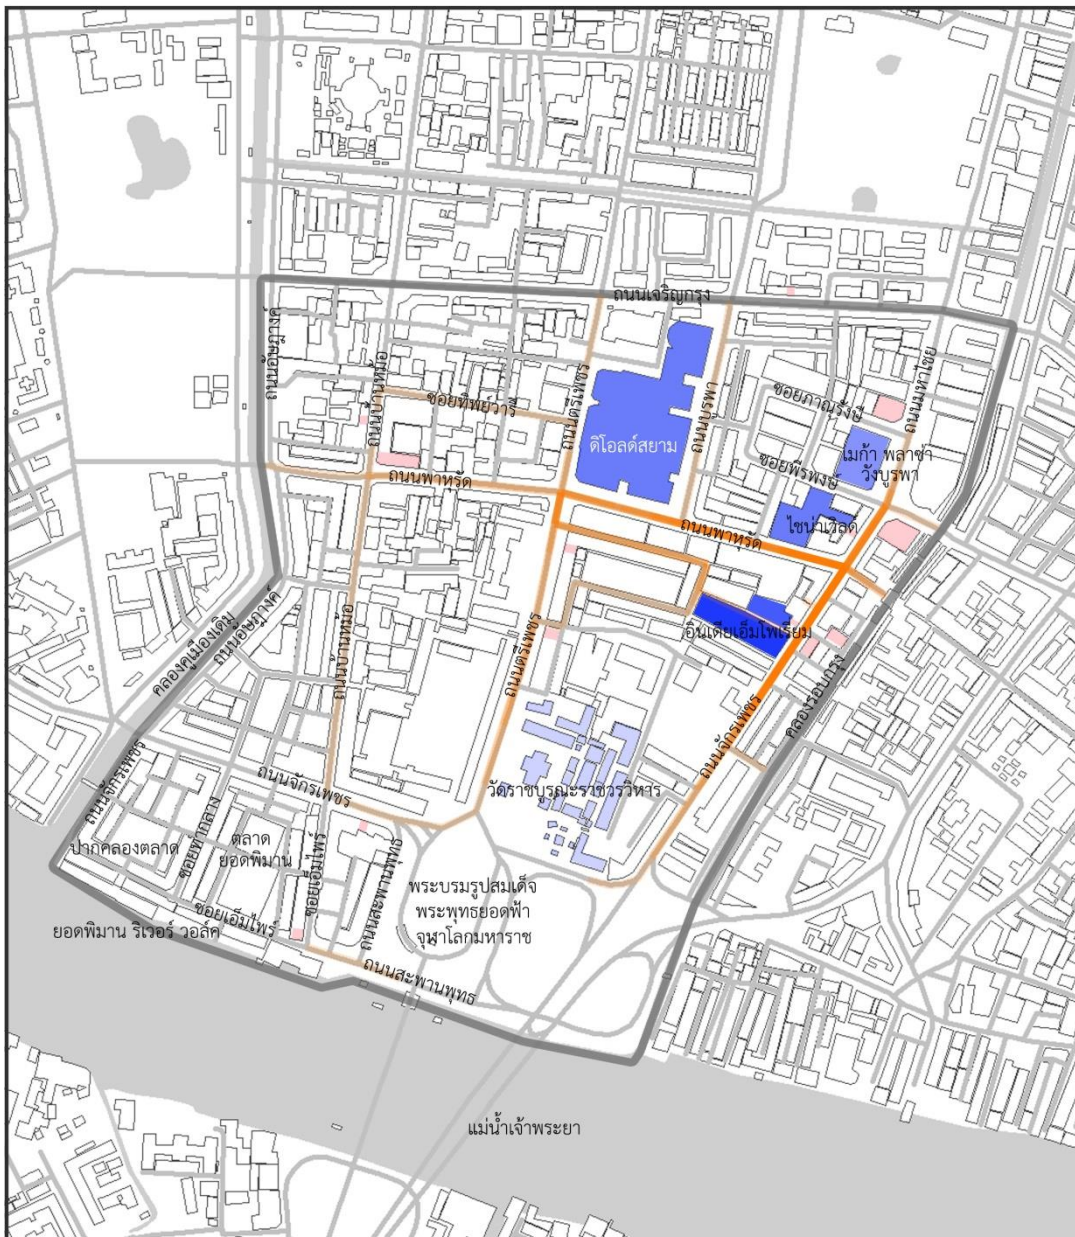 ถนนเจริญกรุง
ถนนอัษฎางค์
ถนนบ้านหม้อ
ถนนตรีเพชร
ถนนบูรพา
ถนนมหาไชย
ซอยทิพย์วารี
ซอยภาณุรังษี
ดิโอลด์สยาม
เมก้า พลาซ่า
วังบูรพา
ซอยพีรพงษ์
ถนนพาหุรัด
ไชน่าเวิลด์
ถนนพาหุรัด
อินเดียเอ็มโพเรียม
คลองคูเมืองเดิม
ถนนอัษฎางค์
ถนนบ้านหม้อ
ถนนตรีเพชร
คลองรอบกรุง
ถนนจักรเพชร
ถนนจักรเพชร
ถนนจักรเพชร
วัดราชบูรณะราชวรวิหาร
ปากคลองตลาด
ซอยท่ากลาง
ตลาด
ยอดพิมาน
ซอยเอ็มไพร์
ถนนสะพานพุทธ
พระบรมรูปสมเด็จ
พระพุทธยอดฟ้า
จุฬาโลกมหาราช
ซอยเอ็มไพร์
ยอดพิมาน ริเวอร์ วอล์ค
ถนนสะพานพุทธ
แม่น้ำเจ้าพระยา